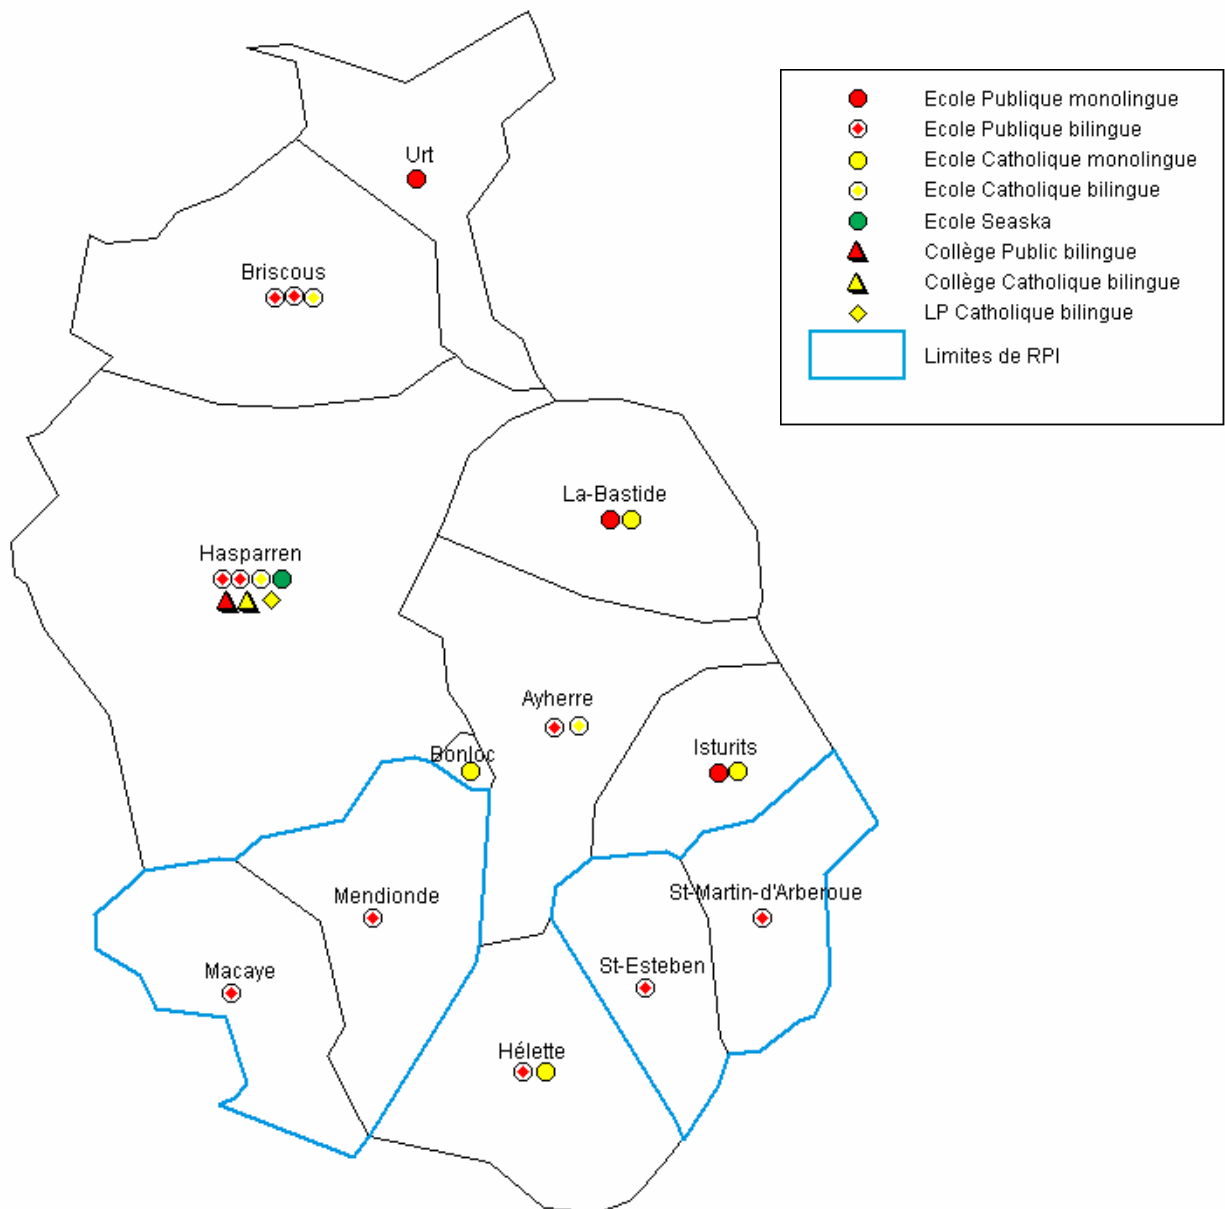 Ecole Publique monolingue
Ecole Publique bilingue
Ecole Catholique monolingue
Ecole Catholique bilingue
Ecole Seaska
Collège Public bilingue
Collège Catholique bilingue
LP Catholique bilingue
Limites de RPI
Urt
Briscous
La-Bastide
Hasparren
Ayherre
Bonloc
Isturits
Mendionde
St-Martin-d'Arberoue
Macaye
St-Esteben
Hélette